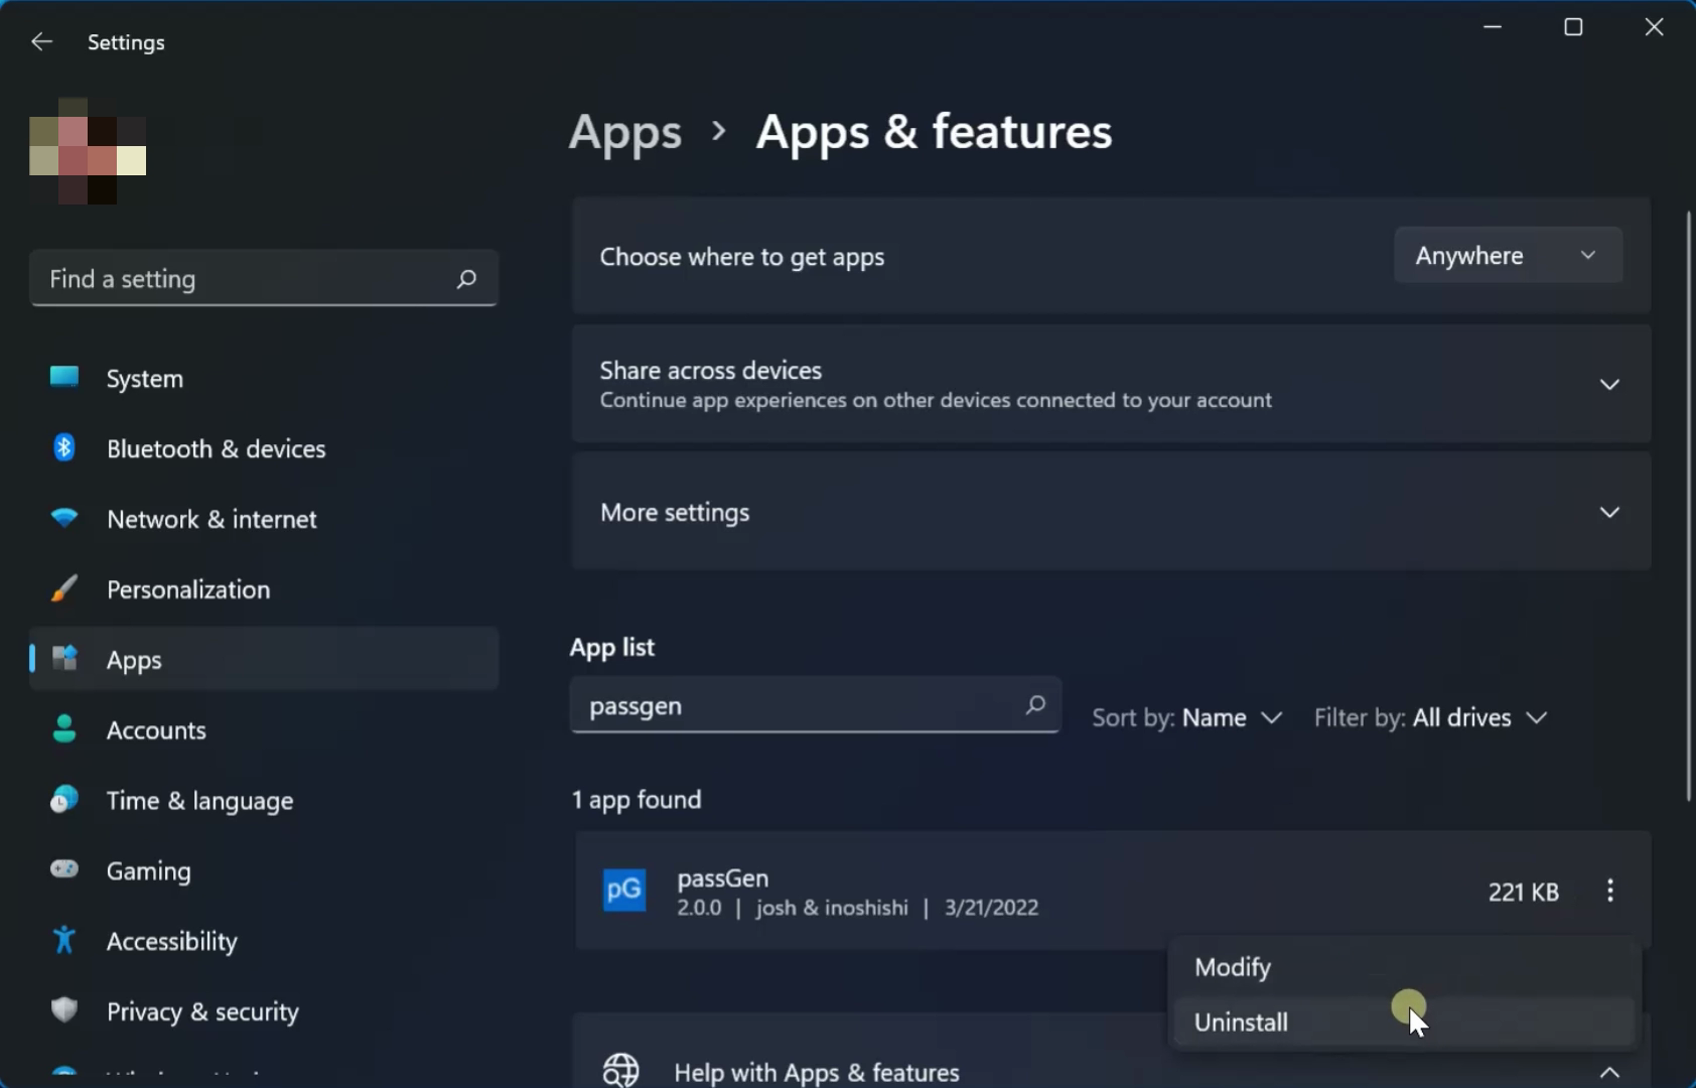 Settings
Find a setting
System
Bluetooth & devices
Network & internet
Personalization
Apps
Accounts
Time & language
Gaming
Accessibility
Privacy & security
Apps > Apps & features
Choose where to get apps
Anywhere
Share across devices
Continue app experiences on other devices connected to your account
More settings
App list
passgen
Sort by: Name
Filter by: All drives
1 app found
pG
passGen
2.0.0 | josh & inoshishi | 3/21/2022
221 KB
Modify
Uninstall
Help with Apps & features